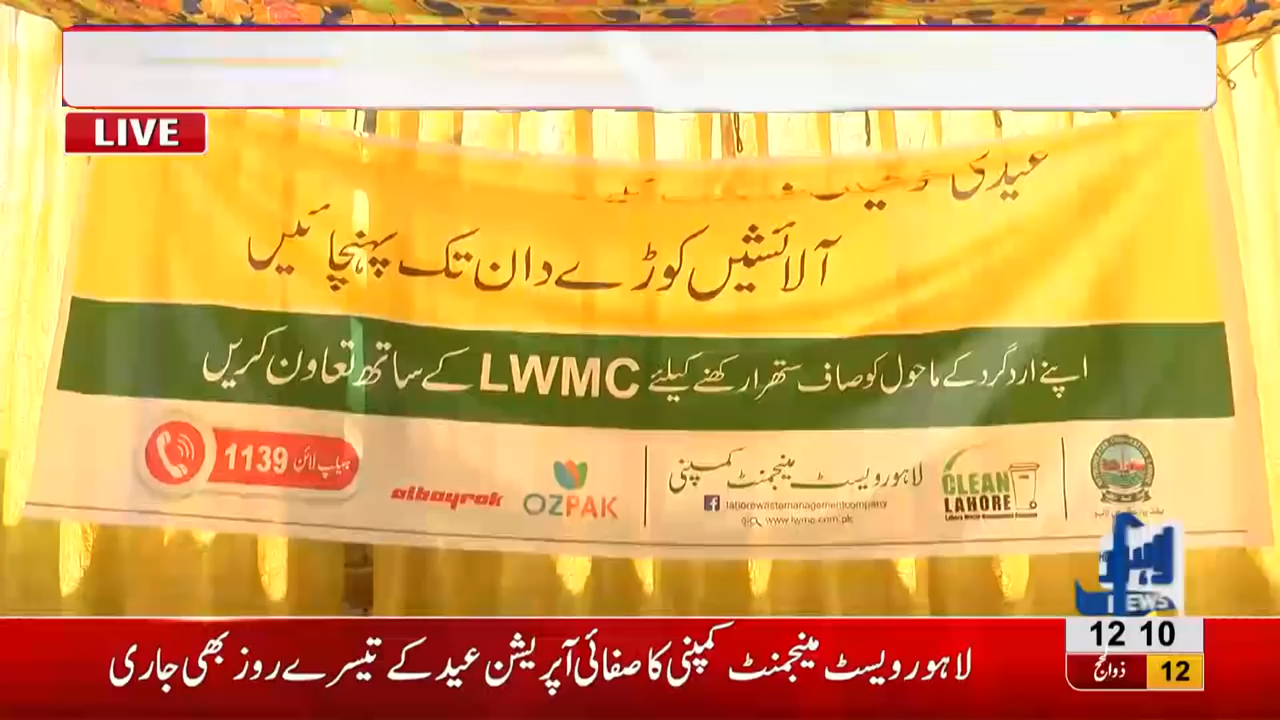 LIVE
عیدی
آلائشیں کوڑے دان تک پہنچائیں
اپنے اردگرد کے ماحول کو صاف ستھرا رکھنے کیلئے LWMC کے ساتھ تعاون کریں
ہیلپ لائن 1139
albayrak
OZPAK
لاہور ویسٹ مینجمنٹ کمپنی
lahorewastemanagementcompany
www.lwmc.com.pk
CLEAN
LAHORE
Lahore Waste Management Company
NEWS
12 10
ذوالحج 12
لاہور ویسٹ مینجمنٹ کمپنی کا صفائی آپریشن عید کے تیسرے روز بھی جاری